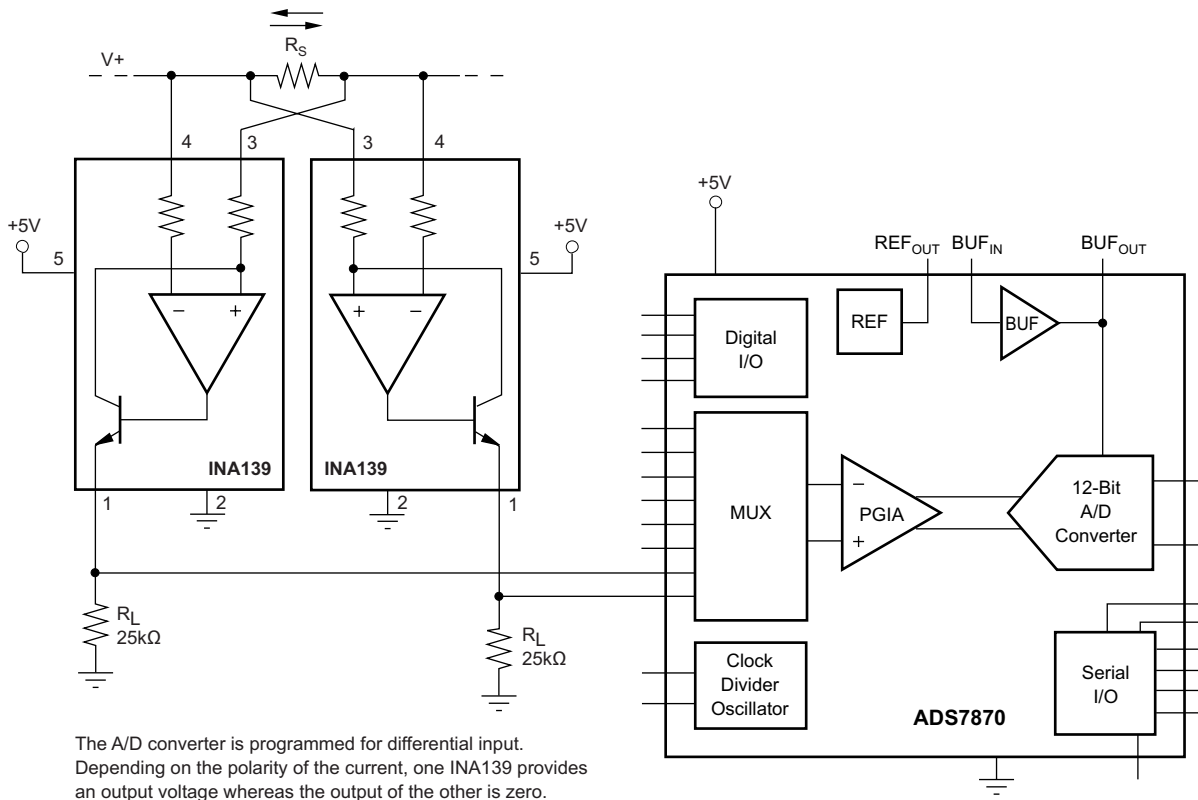 R_S
V+
4
3
3
4
+5V
5
5
+5V
+5V
REF_OUT
BUF_IN
BUF_OUT
−
+
+
−
REF
BUF
Digital
I/O
INA139
INA139
1
2
2
1
MUX
−
+
PGIA
12-Bit
A/D
Converter
R_L
25kΩ
R_L
25kΩ
Clock
Divider
Oscillator
Serial
I/O
ADS7870
The A/D converter is programmed for differential input.
Depending on the polarity of the current, one INA139 provides
an output voltage whereas the output of the other is zero.